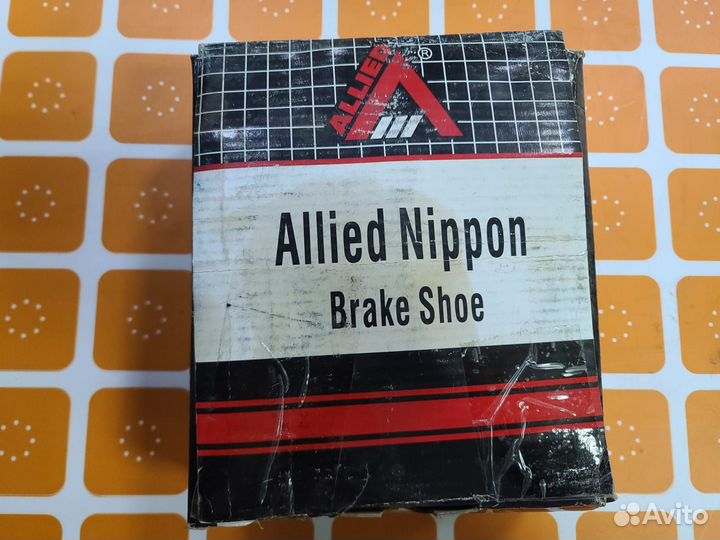 ALLIED
®
Allied Nippon
Brake Shoe
Avito